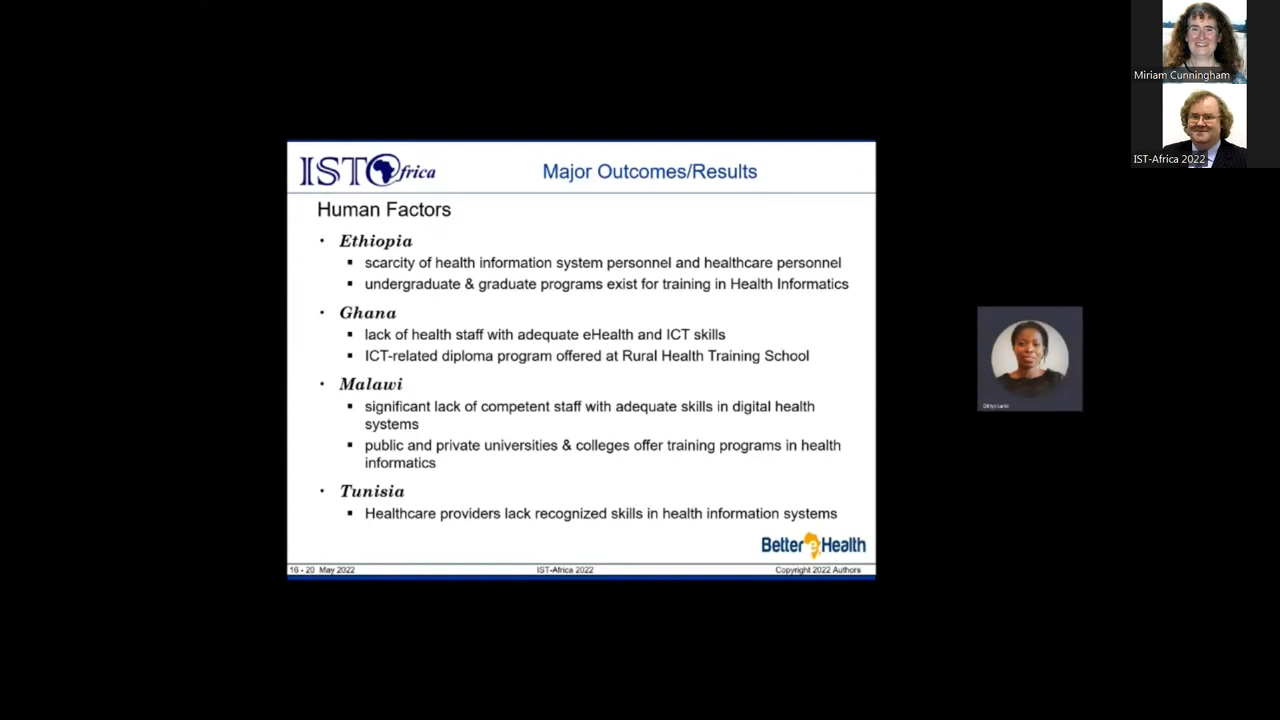 Miriam Cunningham
IST-Africa 2022
IST Africa
Major Outcomes/Results
Human Factors
• Ethiopia
▪ scarcity of health information system personnel and healthcare personnel
▪ undergraduate & graduate programs exist for training in Health Informatics
• Ghana
▪ lack of health staff with adequate eHealth and ICT skills
▪ ICT-related diploma program offered at Rural Health Training School
• Malawi
▪ significant lack of competent staff with adequate skills in digital health
systems
▪ public and private universities & colleges offer training programs in health
informatics
• Tunisia
▪ Healthcare providers lack recognized skills in health information systems
Better eHealth
16 - 20 May 2022
IST-Africa 2022
Copyright 2022 Authors